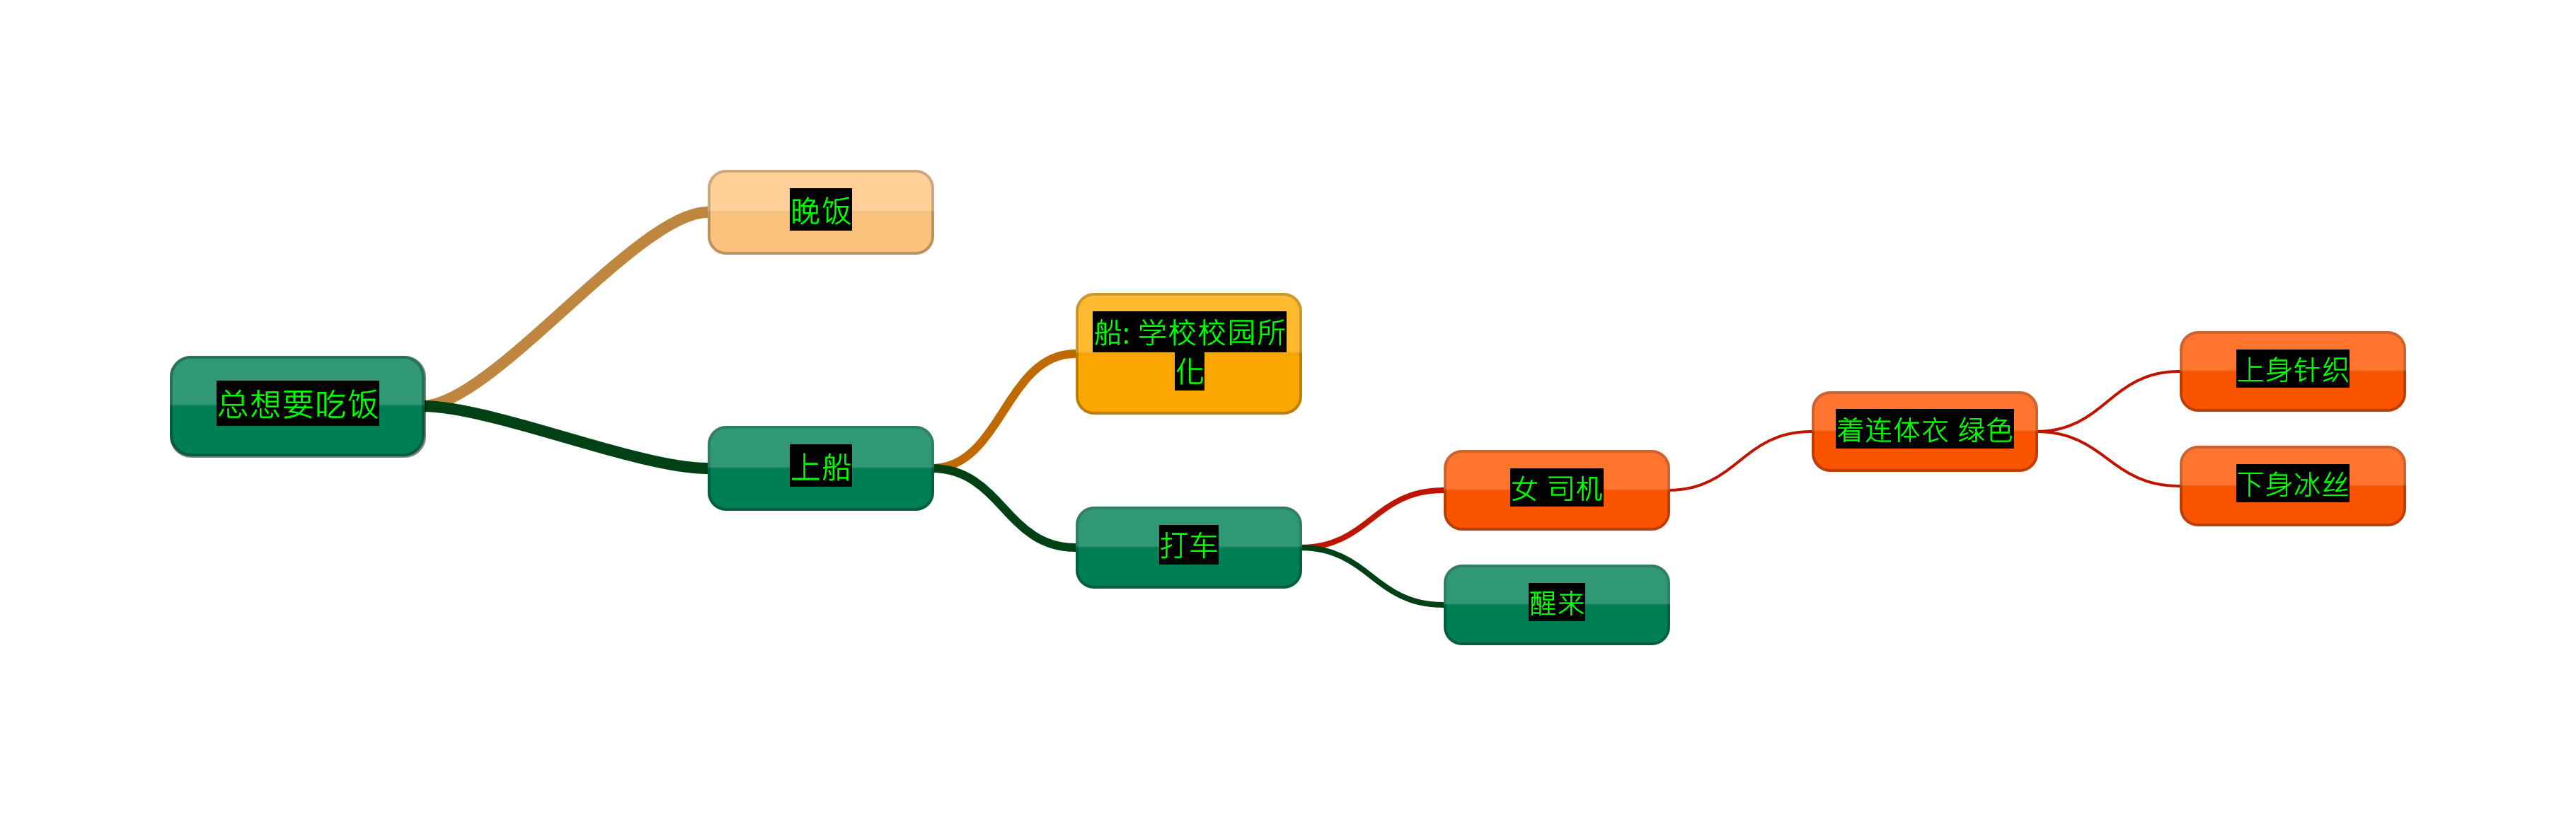 总想要吃饭
晚饭
上船
船: 学校校园所
化
打车
女 司机
醒来
着连体衣 绿色
上身针织
下身冰丝